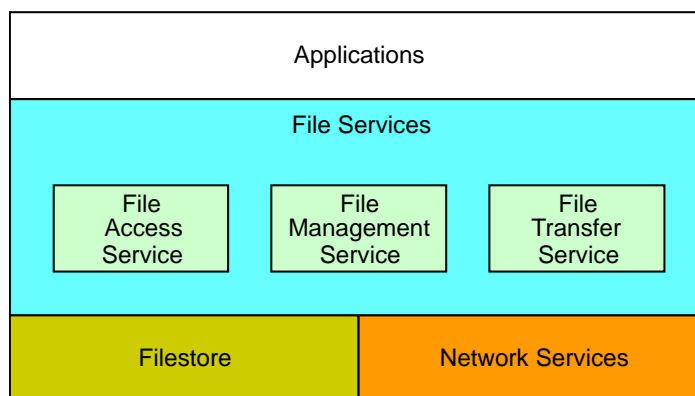 Applications
File Services
File
Access
Service
File
Management
Service
File
Transfer
Service
Filestore
Network Services